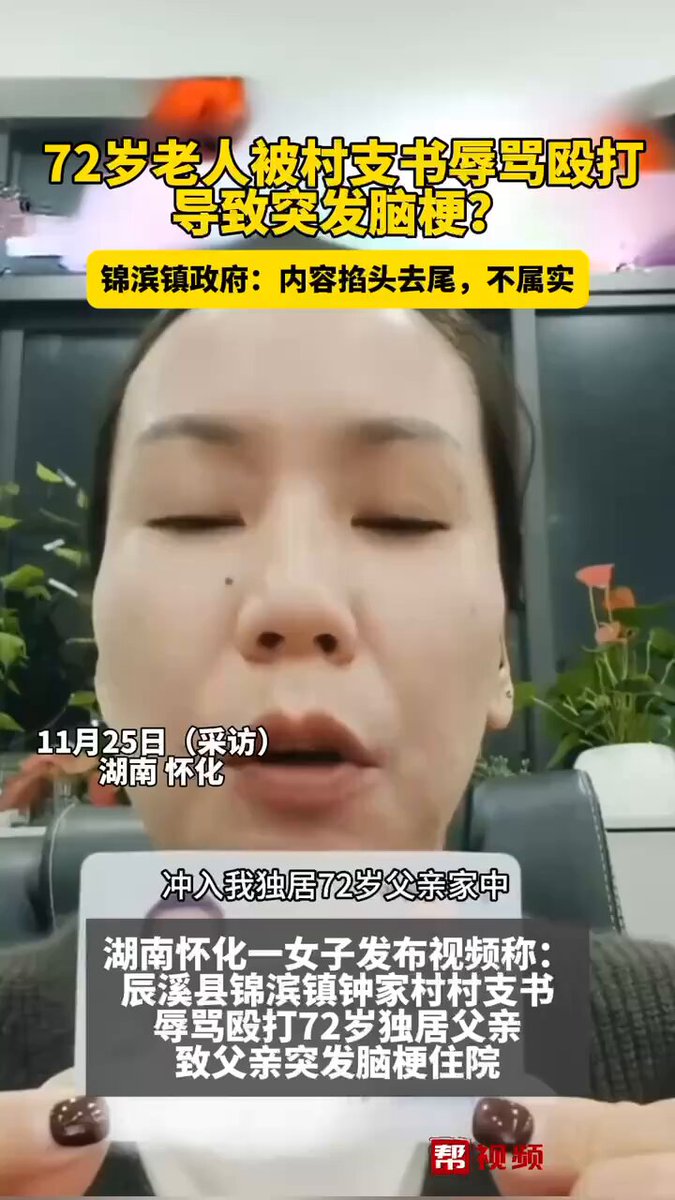 72岁老人被村支书辱骂殴打
导致突发脑梗？
锦滨镇政府：内容掐头去尾，不属实
11月25日（采访）
湖南 怀化
冲入我独居72岁父亲家中
湖南怀化一女子发布视频称：
辰溪县锦滨镇钟家村村支书
辱骂殴打72岁独居父亲
致父亲突发脑梗住院
帮视频